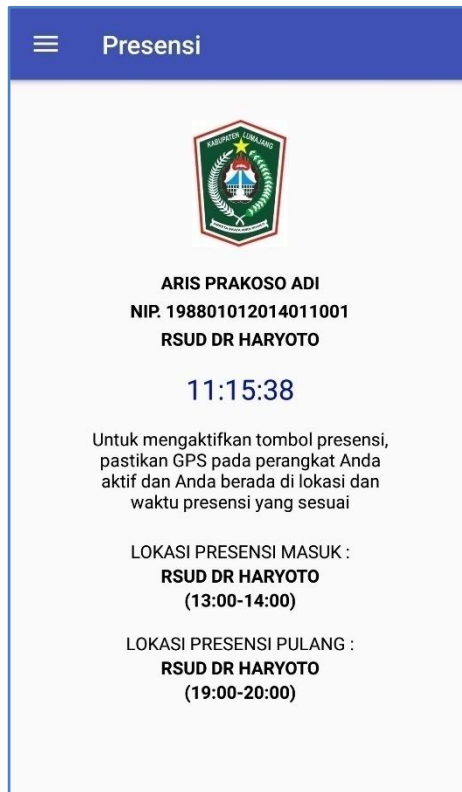 Presensi
KABUPATEN LUMAJANG
ARIS PRAKOSO ADI
NIP. 198801012014011001
RSUD DR HARYOTO
11:15:38
Untuk mengaktifkan tombol presensi,
pastikan GPS pada perangkat Anda
aktif dan Anda berada di lokasi dan
waktu presensi yang sesuai
LOKASI PRESENSI MASUK :
RSUD DR HARYOTO
(13:00-14:00)
LOKASI PRESENSI PULANG :
RSUD DR HARYOTO
(19:00-20:00)